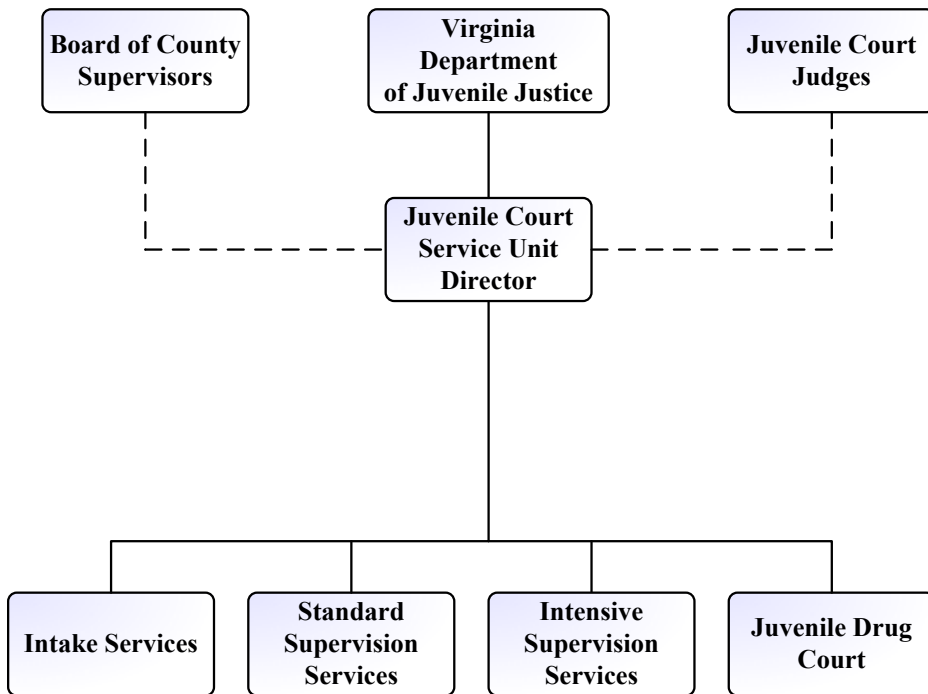 Board of County
Supervisors
Virginia
Department
of Juvenile Justice
Juvenile Court
Judges
Juvenile Court
Service Unit
Director
Intake Services
Standard
Supervision
Services
Intensive
Supervision
Services
Juvenile Drug
Court